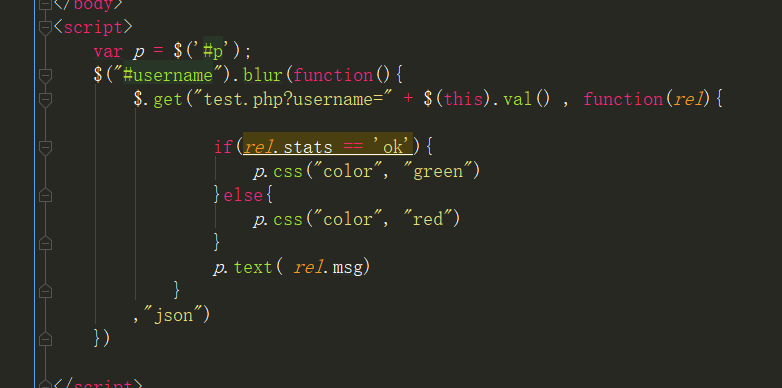 </body>
<script>
var p = $('#p');
$("#username").blur(function(){
$.get("test.php?username=" + $(this).val() , function(rel){
if(rel.stats == 'ok'){
p.css("color", "green")
}else{
p.css("color", "red")
}
p.text( rel.msg)
}
,"json")
})
</script>